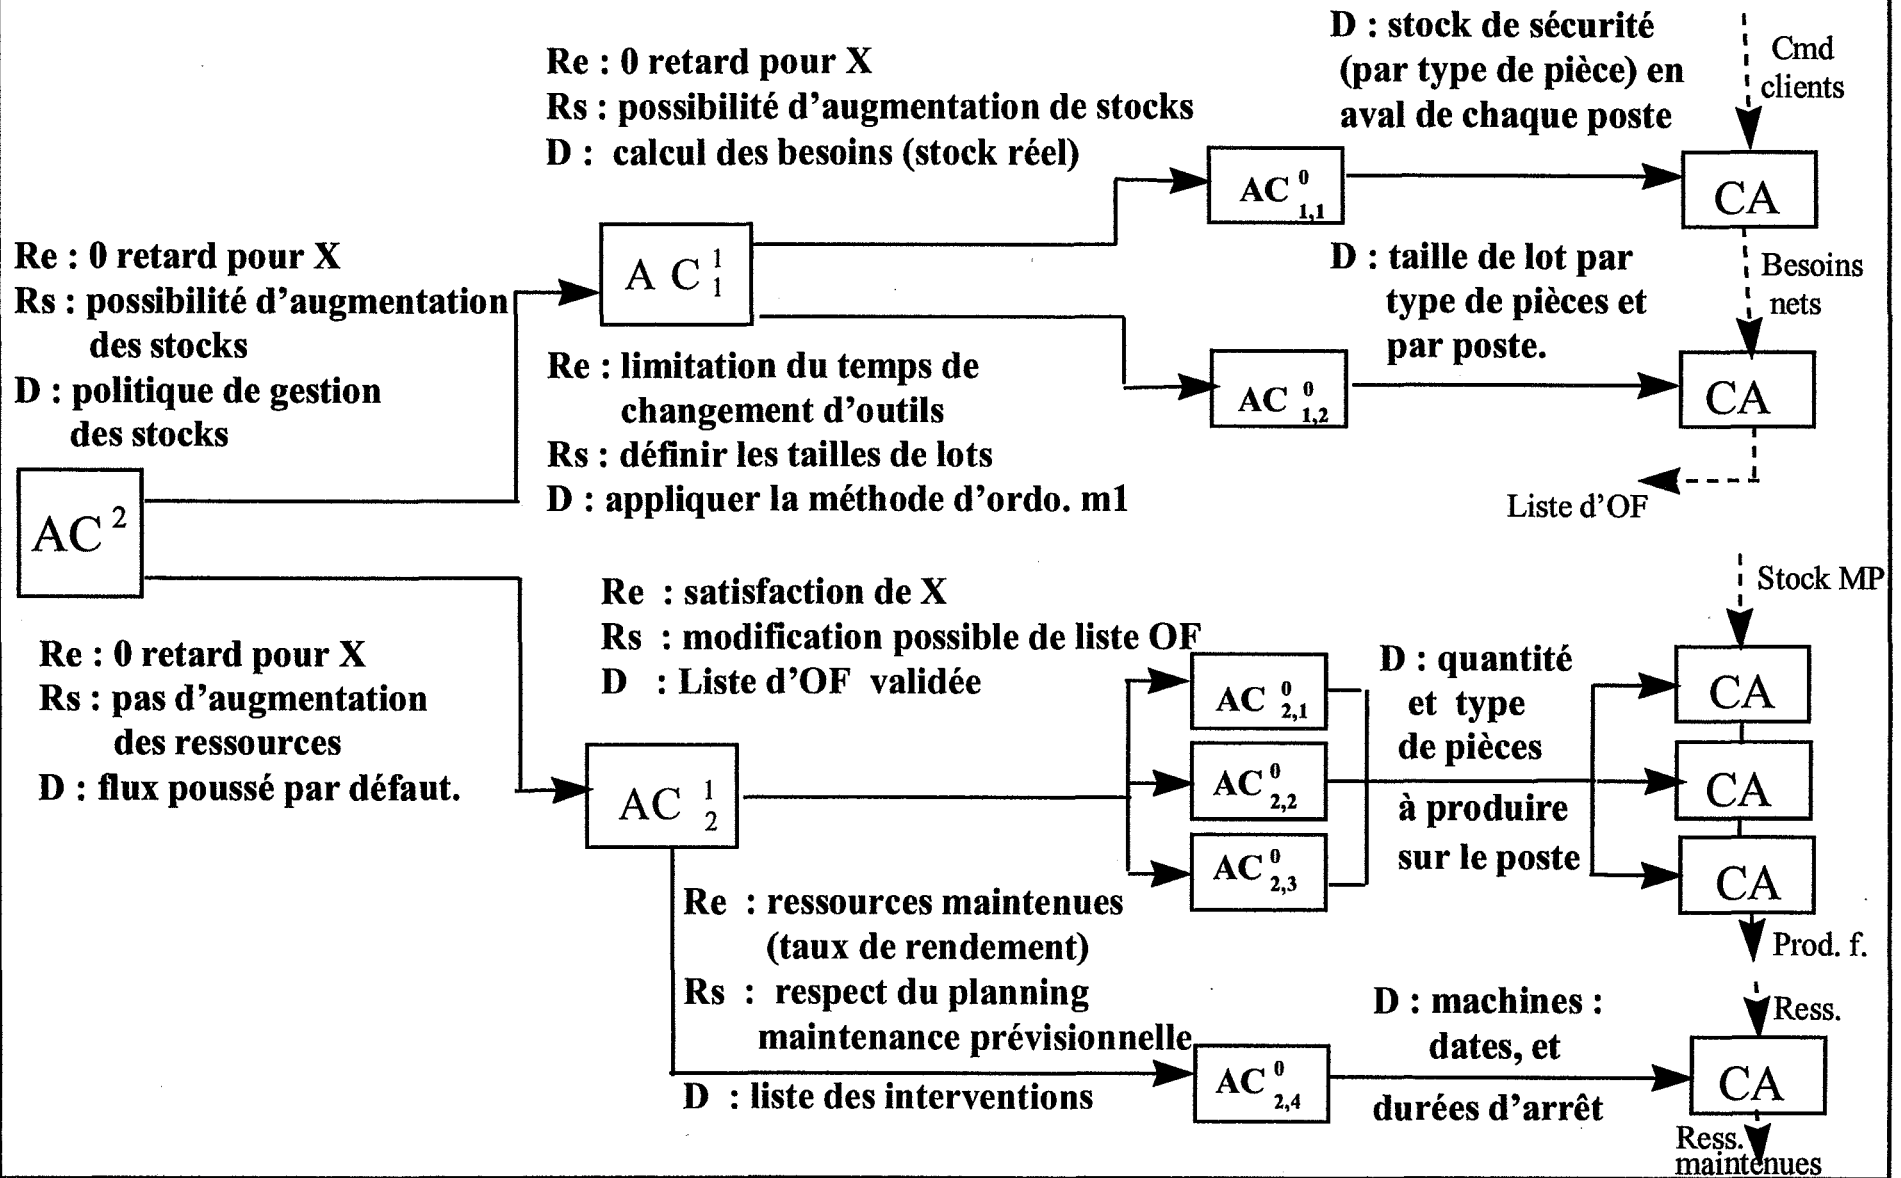 Re : 0 retard pour X
Rs : possibilité d'augmentation de stocks
D : calcul des besoins (stock réel)
D : stock de sécurité
(par type de pièce) en
aval de chaque poste
Cmd
clients
AC 0 1,1
CA
Re : 0 retard pour X
Rs : possibilité d'augmentation
des stocks
D : politique de gestion
des stocks
A C 1 1
D : taille de lot par
type de pièces et
par poste.
Besoins
nets
Re : limitation du temps de
changement d'outils
Rs : définir les tailles de lots
D : appliquer la méthode d'ordo. m1
AC 0 1,2
CA
Liste d'OF
AC 2
Re : satisfaction de X
Rs : modification possible de liste OF
D : Liste d'OF validée
Stock MP
Re : 0 retard pour X
Rs : pas d'augmentation
des ressources
D : flux poussé par défaut.
AC 1 2
AC 0 2,1
AC 0 2,2
AC 0 2,3
D : quantité
et type
de pièces
à produire
sur le poste
CA
CA
CA
Prod. f.
Re : ressources maintenues
(taux de rendement)
Rs : respect du planning
maintenance prévisionnelle
D : liste des interventions
AC 0 2,4
D : machines :
dates, et
durées d'arrêt
Ress.
CA
Ress.
maintenues